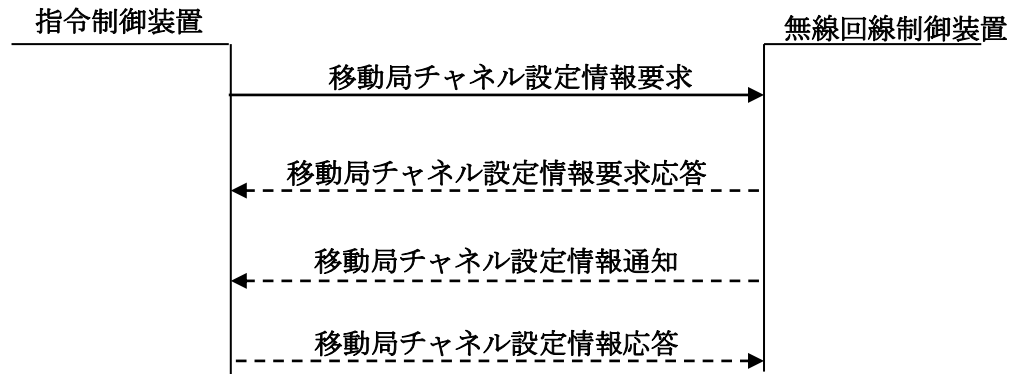 指令制御装置
無線回線制御装置
移動局チャネル設定情報要求
移動局チャネル設定情報要求応答
移動局チャネル設定情報通知
移動局チャネル設定情報応答